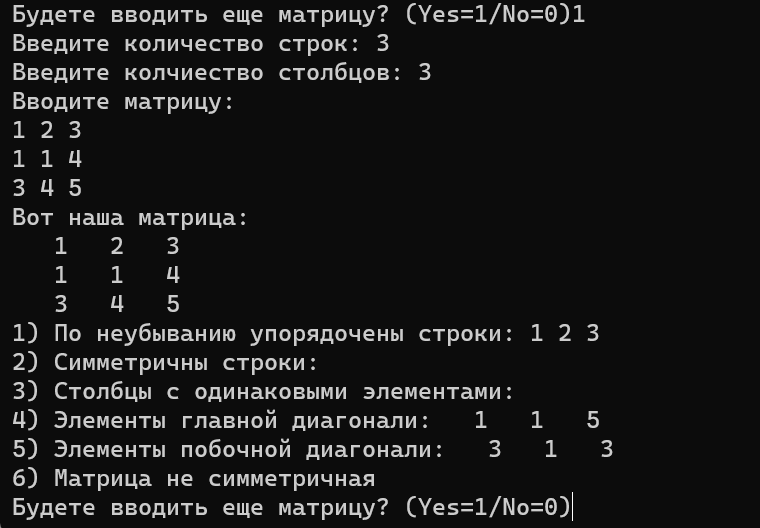 Будете вводить еще матрицу? (Yes=1/No=0)1
Введите количество строк: 3
Введите колчиество столбцов: 3
Вводите матрицу:
1 2 3
1 1 4
3 4 5
Вот наша матрица:
   1   2   3
   1   1   4
   3   4   5
1) По неубыванию упорядочены строки: 1 2 3
2) Симметричны строки:
3) Столбцы с одинаковыми элементами:
4) Элементы главной диагонали:   1   1   5
5) Элементы побочной диагонали:   3   1   3
6) Матрица не симметричная
Будете вводить еще матрицу? (Yes=1/No=0)